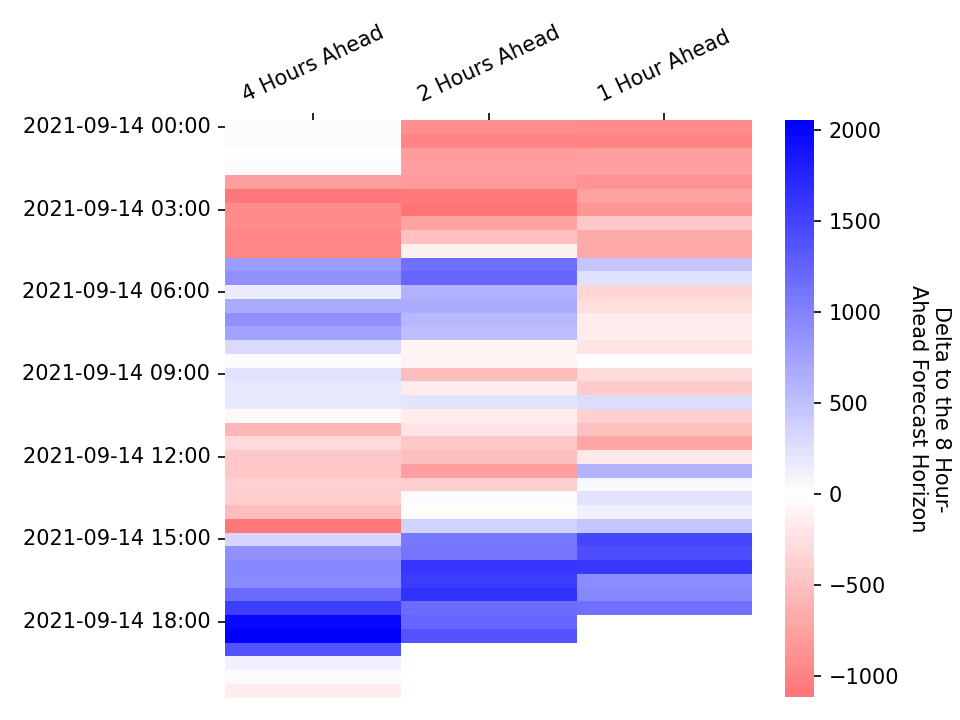 4 Hours Ahead
2 Hours Ahead
1 Hour Ahead
2021-09-14 00:00
2021-09-14 03:00
2021-09-14 06:00
2021-09-14 09:00
2021-09-14 12:00
2021-09-14 15:00
2021-09-14 18:00
2000
1500
1000
500
0
−500
−1000
Delta to the 8 Hour-
Ahead Forecast Horizon